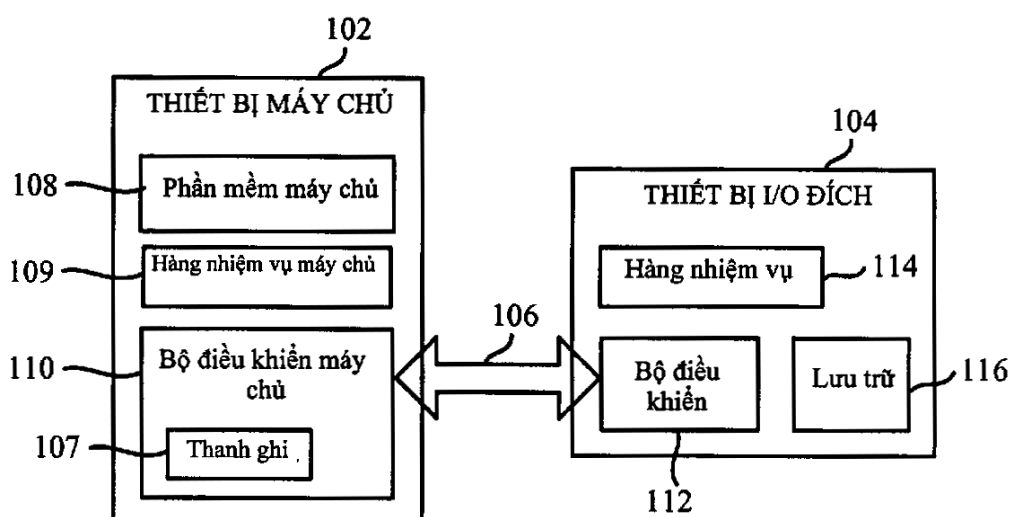 102
THIẾT BỊ MÁY CHỦ
108
Phần mềm máy chủ
109
Hàng nhiệm vụ máy chủ
110
Bộ điều khiển máy
chủ
107
Thanh ghi
106
104
THIẾT BỊ I/O ĐÍCH
Hàng nhiệm vụ
114
Bộ điều
khiển
Lưu trữ
116
112